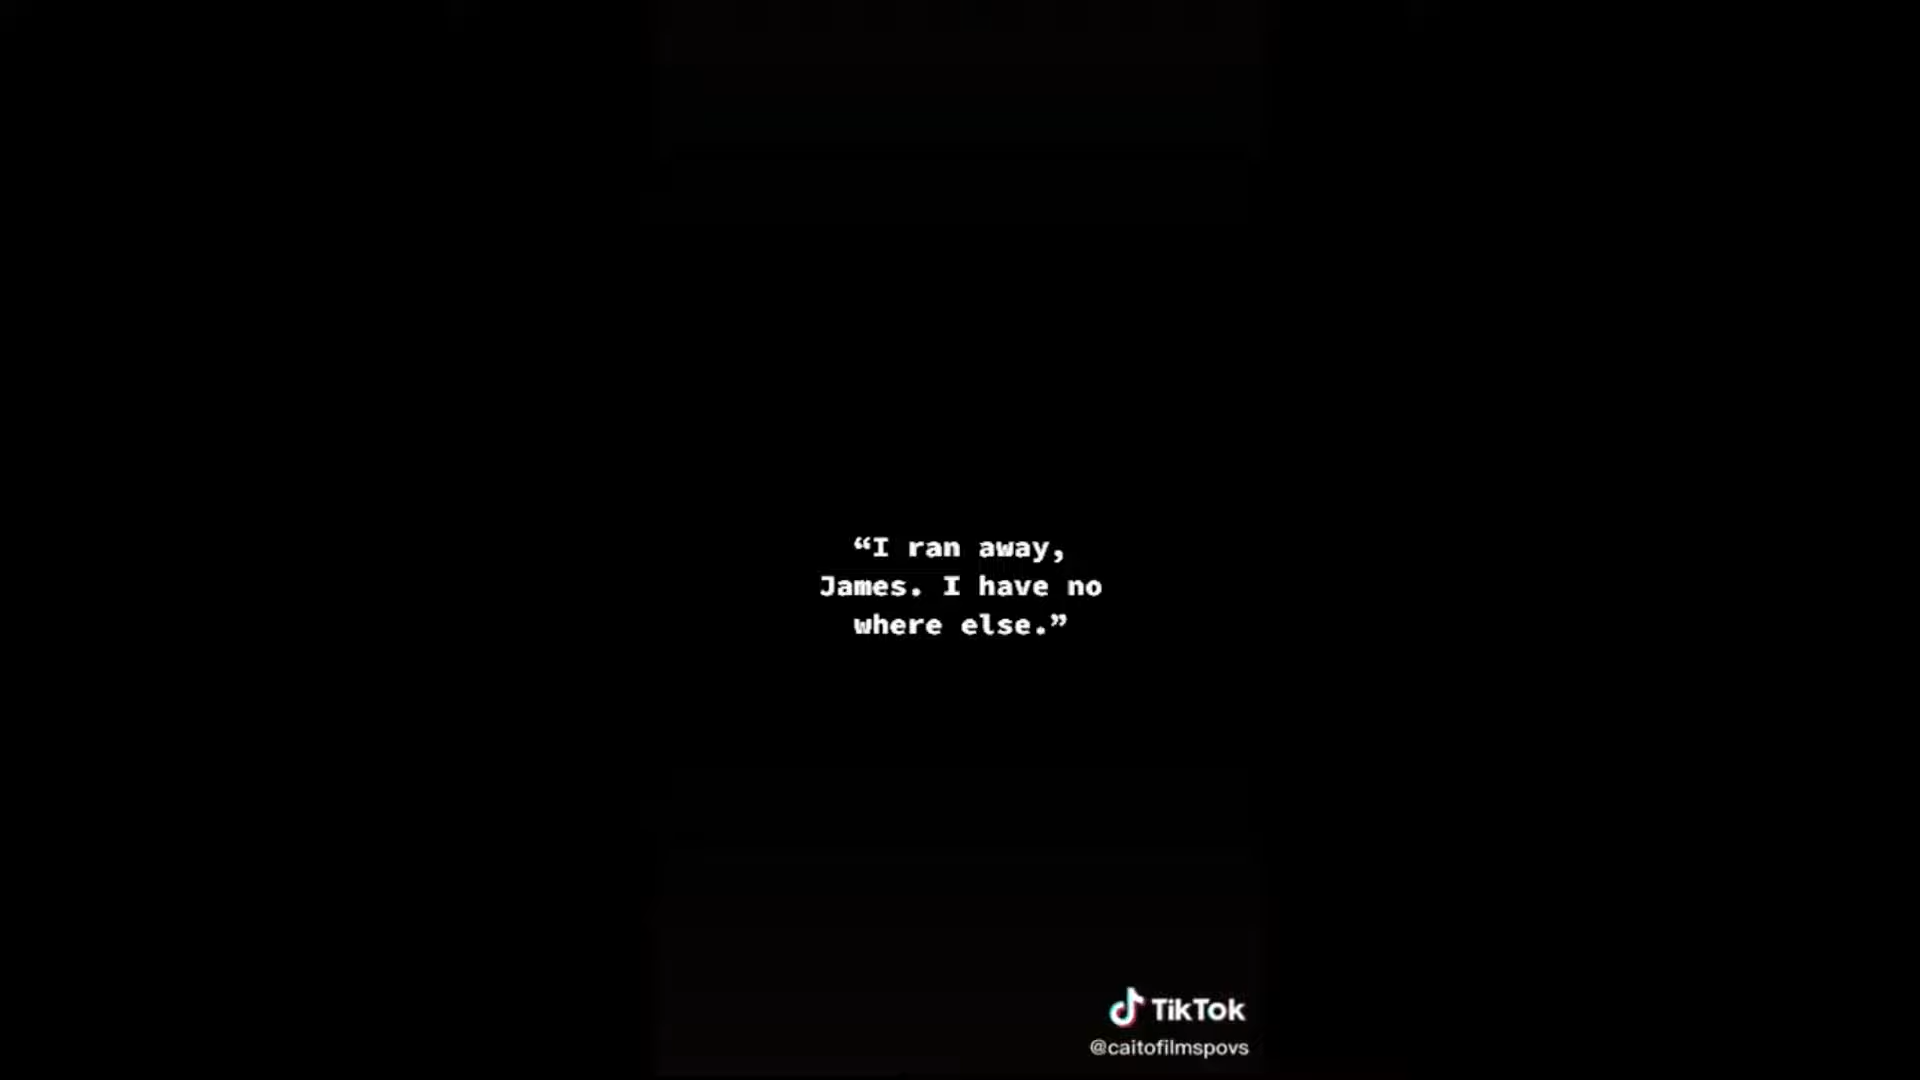 “I ran away,
James. I have no
where else.”
TikTok
@caitofilmspovs